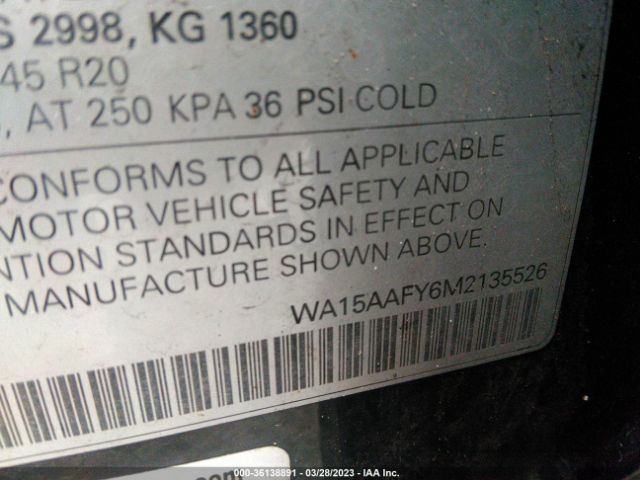 S 2998, KG 1360
45 R20
, AT 250 KPA 36 PSI COLD
CONFORMS TO ALL APPLICABLE
MOTOR VEHICLE SAFETY AND
NTION STANDARDS IN EFFECT ON
MANUFACTURE SHOWN ABOVE.
WA15AAFY6M2135526
.com
000-36138891 / 03/28/2023 - IAA Inc.